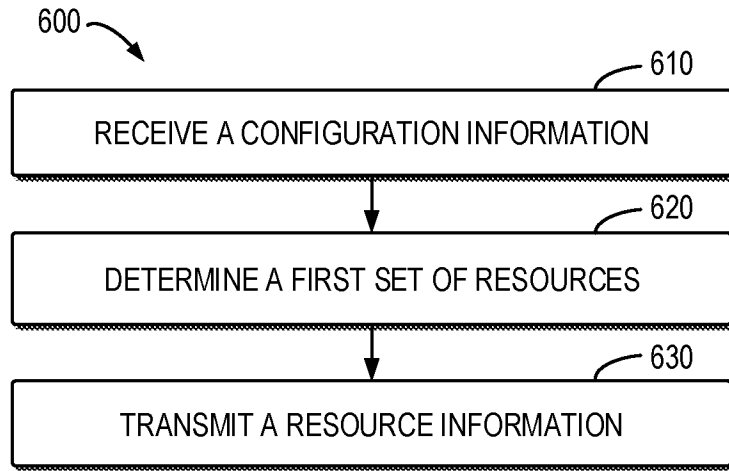 600
610
RECEIVE A CONFIGURATION INFORMATION
620
DETERMINE A FIRST SET OF RESOURCES
630
TRANSMIT A RESOURCE INFORMATION